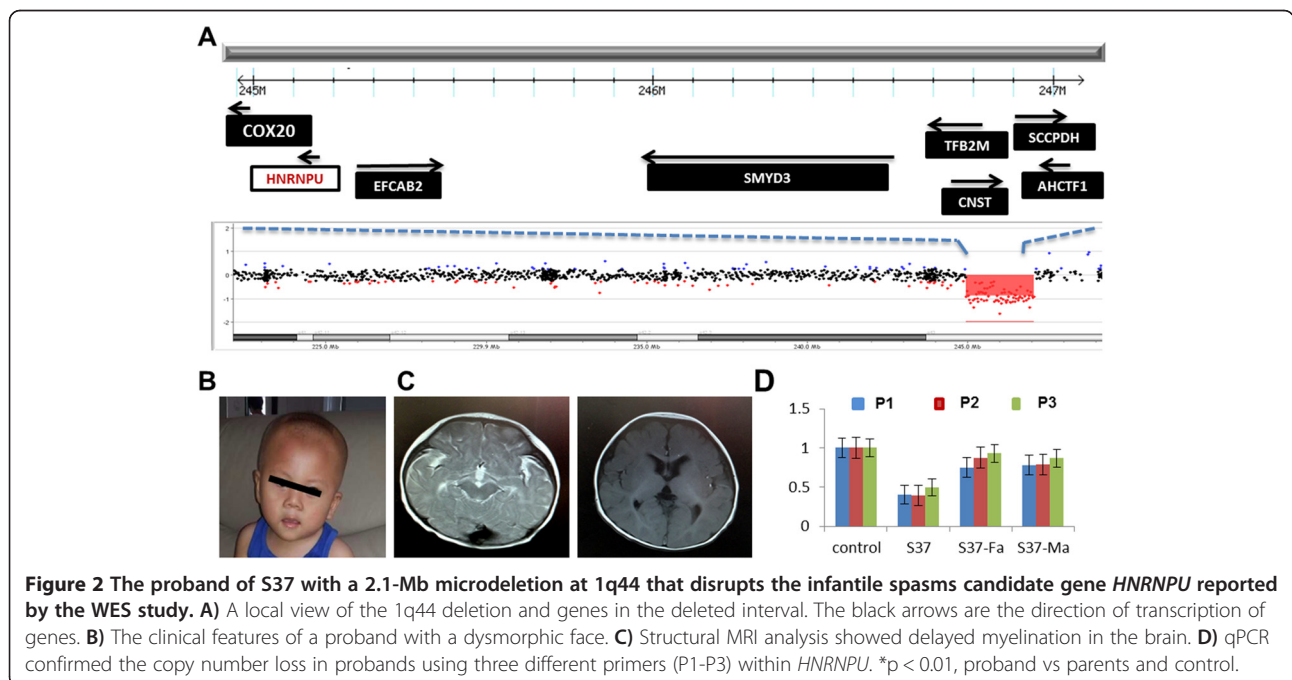 A
245M 246M 247M
COX20 TFB2M SCCPDH
HNRNPU EFCAB2 SMYD3 CNST AHCTF1
2
1
0
-1
-2
225.0 Mb 229.9 Mb 235.0 Mb 240.0 Mb 245.0 Mb
B C D
P1 P2 P3
1.5
1
0.5
0
control S37 S37-Fa S37-Ma
Figure 2 The proband of S37 with a 2.1-Mb microdeletion at 1q44 that disrupts the infantile spasms candidate gene HNRNPU reported
by the WES study. A) A local view of the 1q44 deletion and genes in the deleted interval. The black arrows are the direction of transcription of
genes. B) The clinical features of a proband with a dysmorphic face. C) Structural MRI analysis showed delayed myelination in the brain. D) qPCR
confirmed the copy number loss in probands using three different primers (P1-P3) within HNRNPU. *p < 0.01, proband vs parents and control.